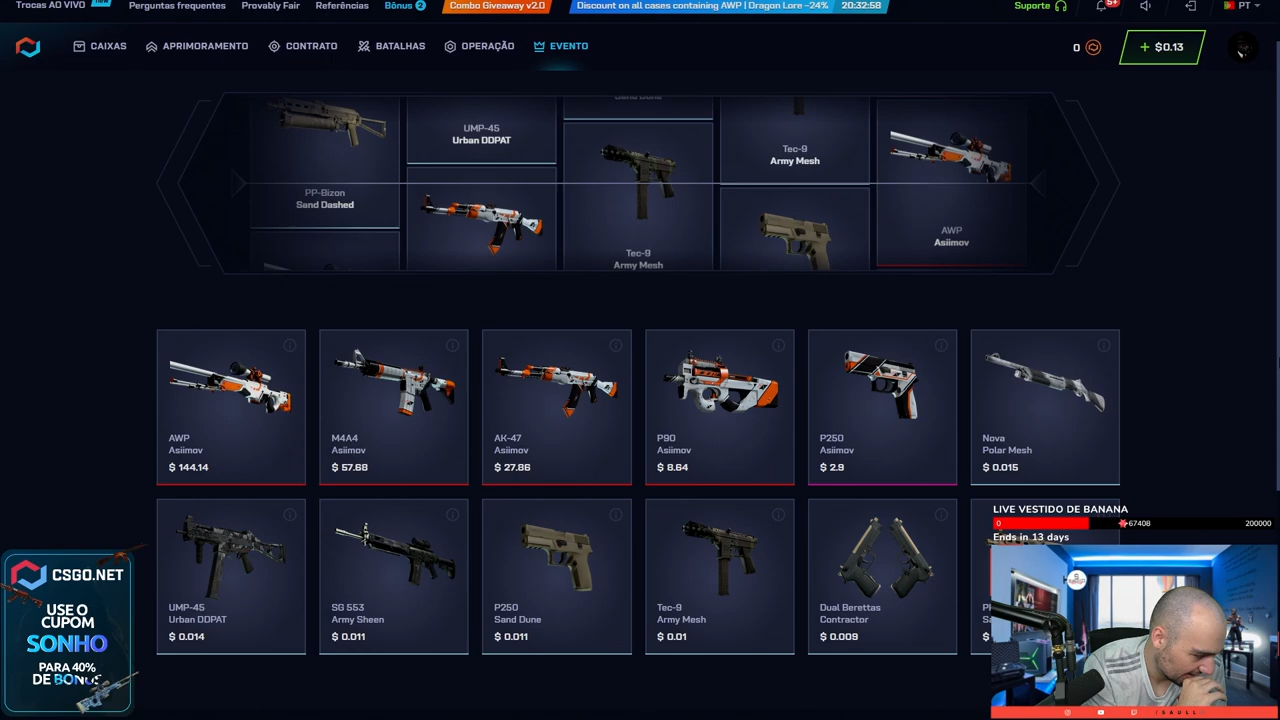 Trocas AO VIVO new Perguntas frequentes Provably Fair Referências Bônus 2 Combo Giveaway v2.0 Discount on all cases containing AWP | Dragon Lore -24% 20:32:58 Suporte 5+ PT
CAIXAS APRIMORAMENTO CONTRATO BATALHAS OPERAÇÃO EVENTO 0 + $0.13
UMP-45
Urban DDPAT
Tec-9
Army Mesh
PP-Bizon
Sand Dashed
AWP
Asiimov
Tec-9
Army Mesh
AWP
Asiimov
$ 144.14
M4A4
Asiimov
$ 57.68
AK-47
Asiimov
$ 27.86
P90
Asiimov
$ 8.64
P250
Asiimov
$ 2.9
Nova
Polar Mesh
$ 0.015
UMP-45
Urban DDPAT
$ 0.014
SG 553
Army Sheen
$ 0.011
P250
Sand Dune
$ 0.011
Tec-9
Army Mesh
$ 0.01
Dual Berettas
Contractor
$ 0.009
$
LIVE VESTIDO DE BANANA
0 67408 200000
Ends in 13 days
CSGO.NET
USE O
CUPOM
SONHO
PARA 40%
DE BONUS